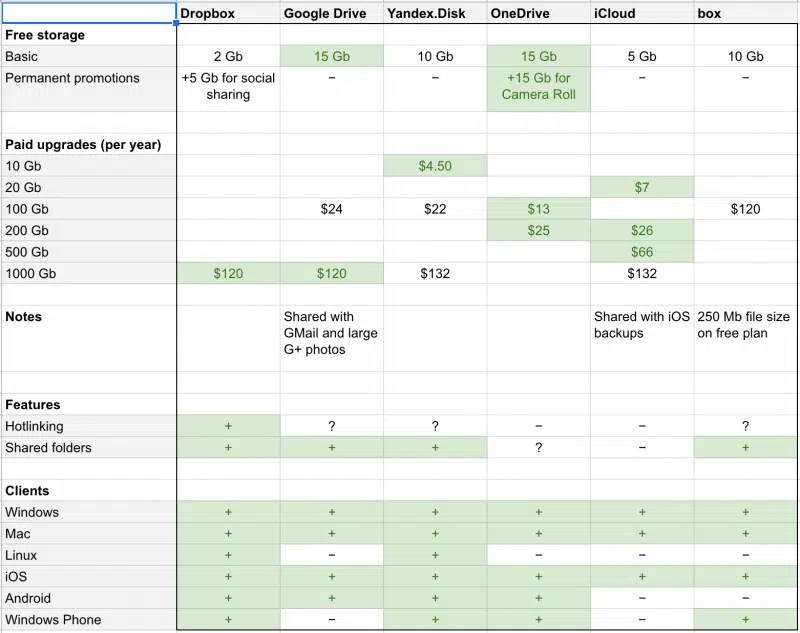 Dropbox Google Drive Yandex.Disk OneDrive iCloud box
Free storage
Basic 2 Gb 15 Gb 10 Gb 15 Gb 5 Gb 10 Gb
Permanent promotions +5 Gb for social – – +15 Gb for – –
sharing Camera Roll
Paid upgrades (per year)
10 Gb $4.50
20 Gb $7
100 Gb $24 $22 $13 $120
200 Gb $25 $26
500 Gb $66
1000 Gb $120 $120 $132 $132
Notes Shared with Shared with iOS 250 Mb file size
GMail and large backups on free plan
G+ photos
Features
Hotlinking + ? ? – – ?
Shared folders + + + ? – +
Clients
Windows + + + + + +
Mac + + + + + +
Linux + – + – – –
iOS + + + + + +
Android + + + + – –
Windows Phone + – + + – +